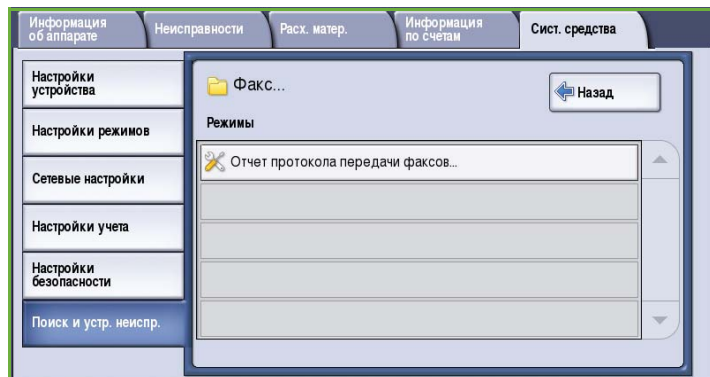 Информация
об аппарате
Неисправности
Расх. матер.
Информация
по счетам
Сист. средства
Настройки
устройства
Настройки режимов
Сетевые настройки
Настройки учета
Настройки
безопасности
Поиск и устр. неиспр.
Факс...
Назад
Режимы
Отчет протокола передачи факсов...